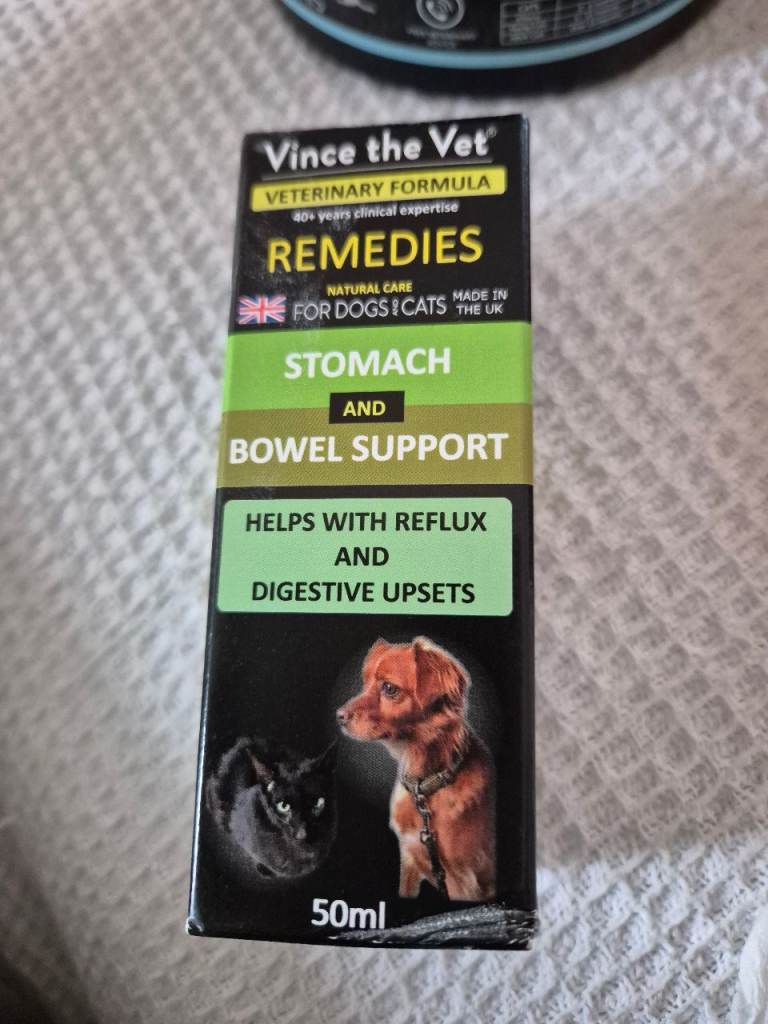 Vince the Vet®
VETERINARY FORMULA
40+ years clinical expertise
REMEDIES
NATURAL CARE
FOR DOGS AND CATS MADE IN
THE UK
STOMACH
AND
BOWEL SUPPORT
HELPS WITH REFLUX
AND
DIGESTIVE UPSETS
50ml